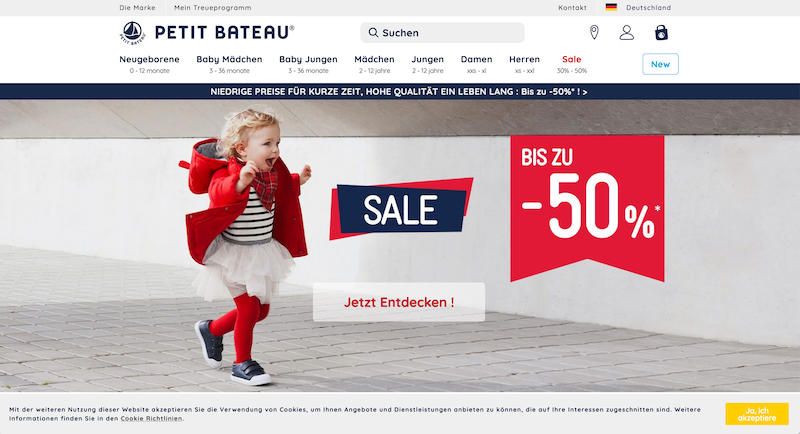 Die Marke
Mein Treueprogramm
Kontakt
Deutschland
PETIT BATEAU
PETIT BATEAU®
Suchen
Neugeborene
0 - 12 monate
Baby Mädchen
3 - 36 monate
Baby Jungen
3 - 36 monate
Mädchen
2 - 12 jahre
Jungen
2 - 12 jahre
Damen
xxs - xl
Herren
xs - xxl
Sale
30% - 50%
New
NIEDRIGE PREISE FÜR KURZE ZEIT, HOHE QUALITÄT EIN LEBEN LANG : Bis zu -50%* ! >
BIS ZU
-50%*
SALE
Jetzt Entdecken !
Mit der weiteren Nutzung dieser Website akzeptieren Sie die Verwendung von Cookies, um Ihnen Angebote und Dienstleistungen anbieten zu können, die auf Ihre Interessen zugeschnitten sind. Weitere
Informationen finden Sie in den Cookie Richtlinien.
Ja, ich
akzeptiere